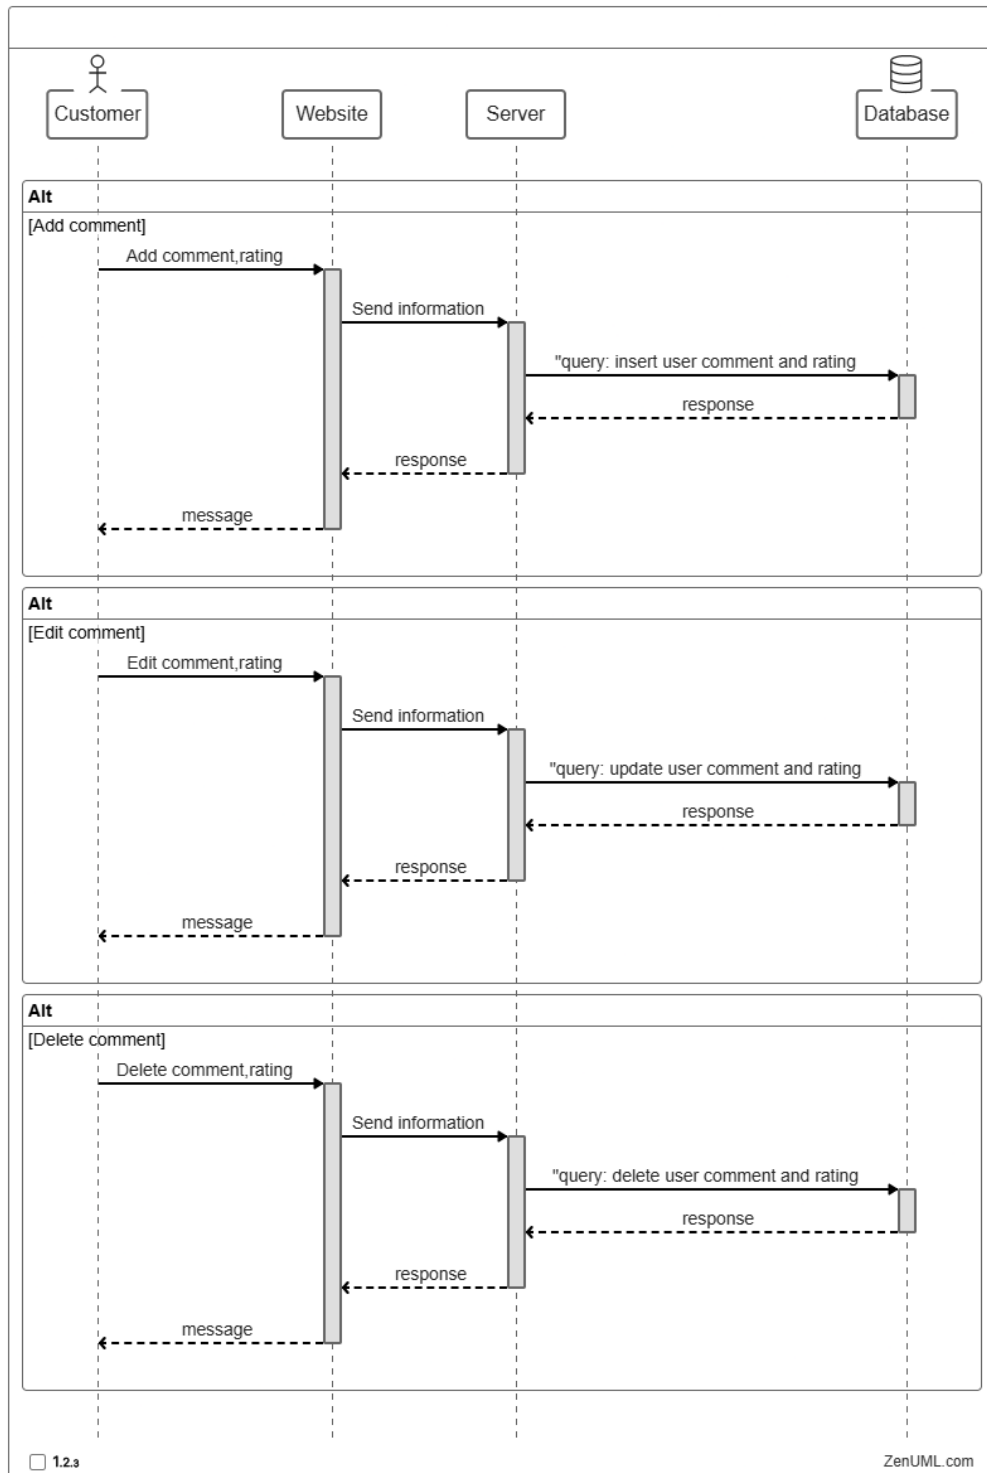 Customer Website Server Database
Alt
[Add comment]
Add comment,rating
Send information
"query: insert user comment and rating
response
response
message
Alt
[Edit comment]
Edit comment,rating
Send information
"query: update user comment and rating
response
response
message
Alt
[Delete comment]
Delete comment,rating
Send information
"query: delete user comment and rating
response
response
message
1.2.3 ZenUML.com